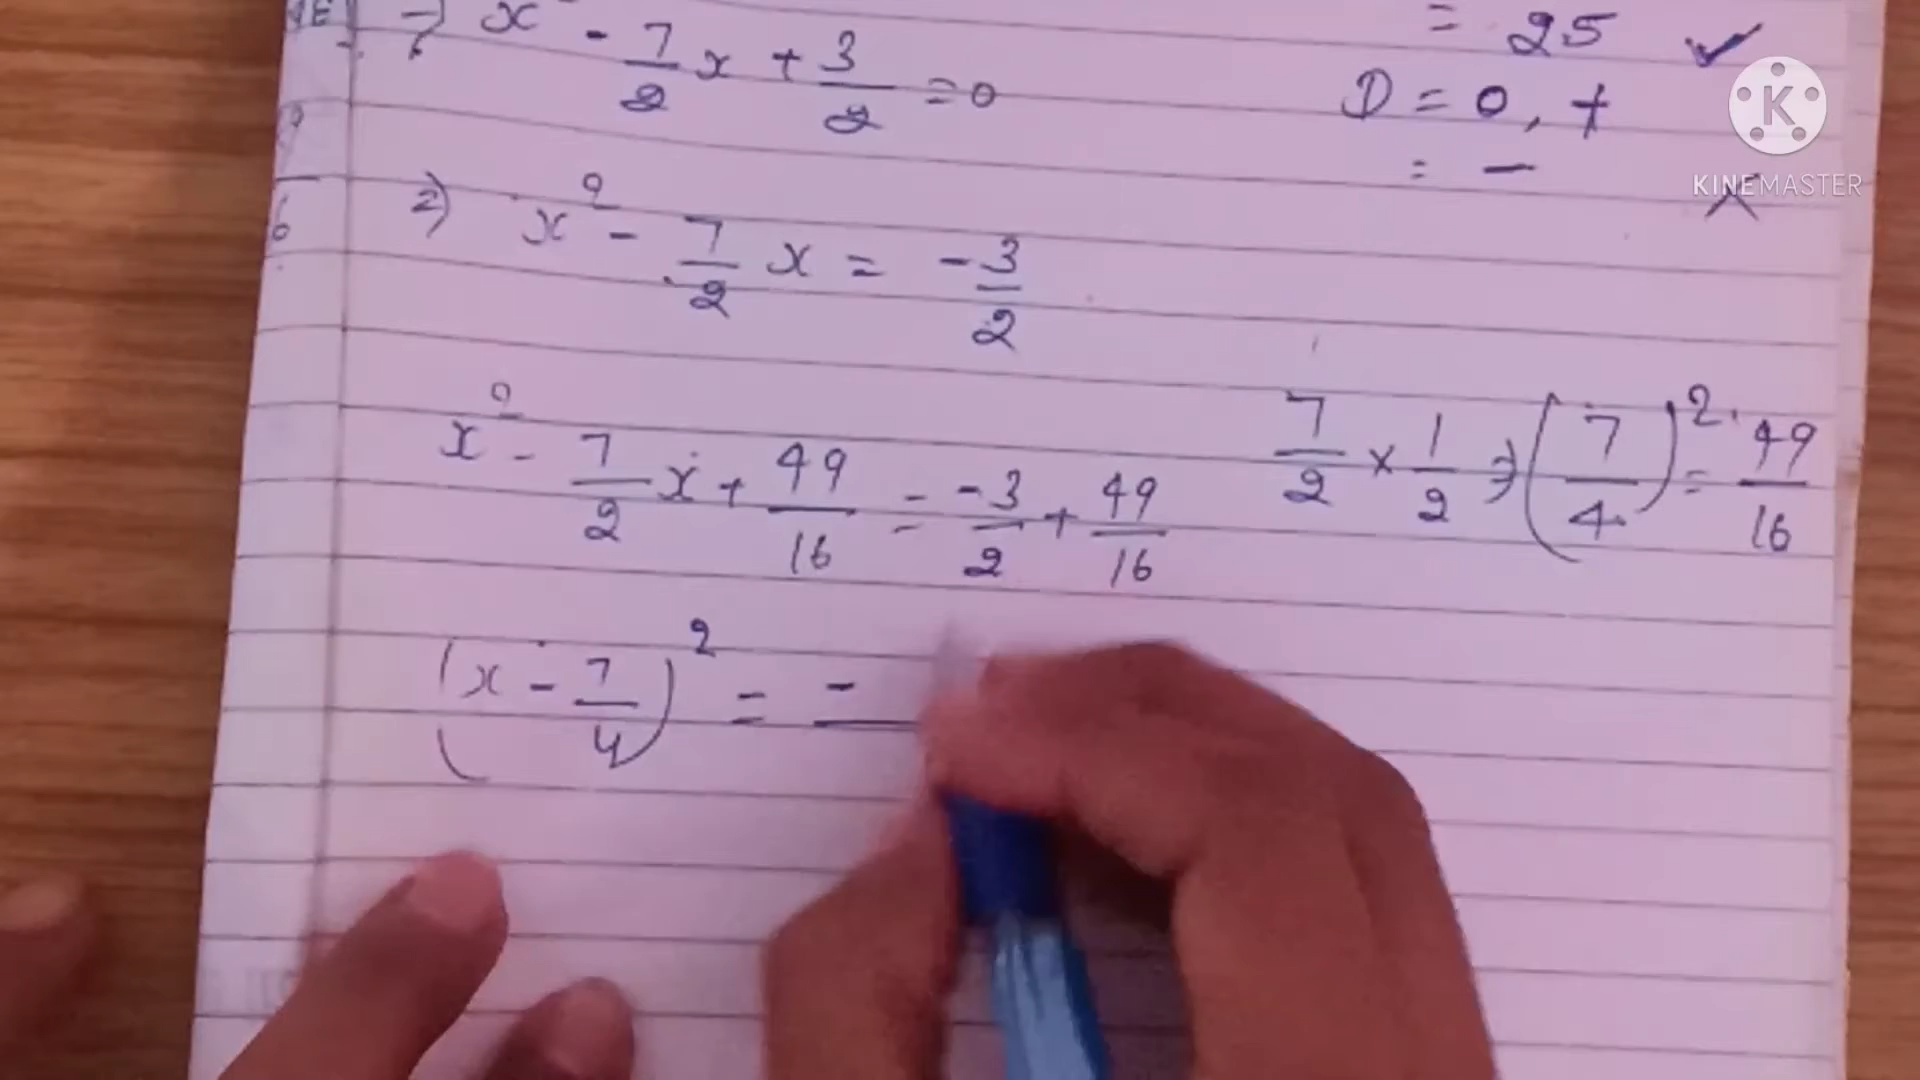 x² - 7/2 x + 3/2 = 0
= 25 ✓
D = 0, +
= -
KINEMASTER
2) x² - 7/2 x = -3/2
x² - 7/2 x + 49/16 = -3/2 + 49/16
7/2 × 1/2 ⇒ (7/4)² = 49/16
(x - 7/4)² = -